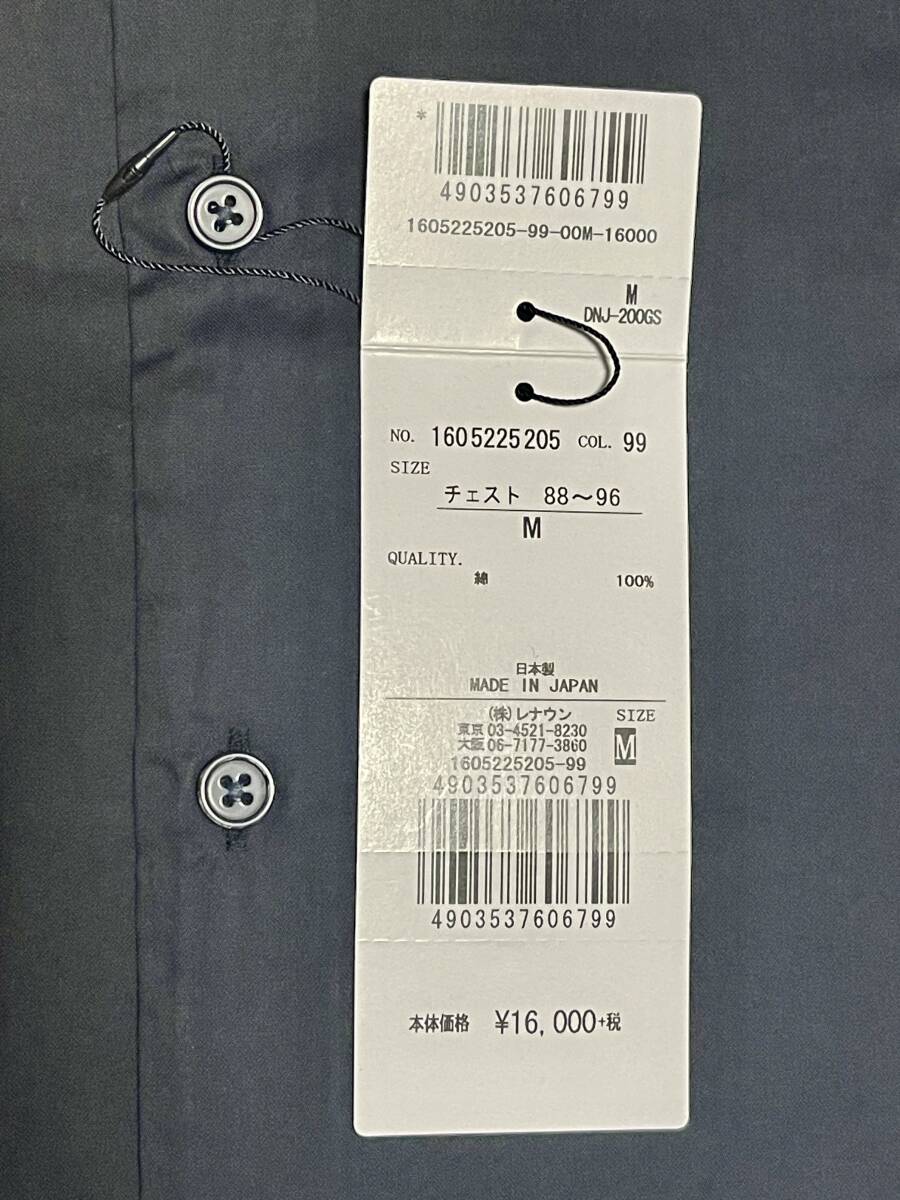 *
4903537606799
1605225205-99-00M-16000
M
DNJ-200GS
NO. 1605225205 COL. 99
SIZE
チェスト 88～96
M
QUALITY.
綿 100%
日本製
MADE IN JAPAN
(株)レナウン SIZE
東京 03-4521-8230
大阪 06-7177-3860 M
1605225205-99
4903537606799
4903537606799
本体価格 ¥16,000+税